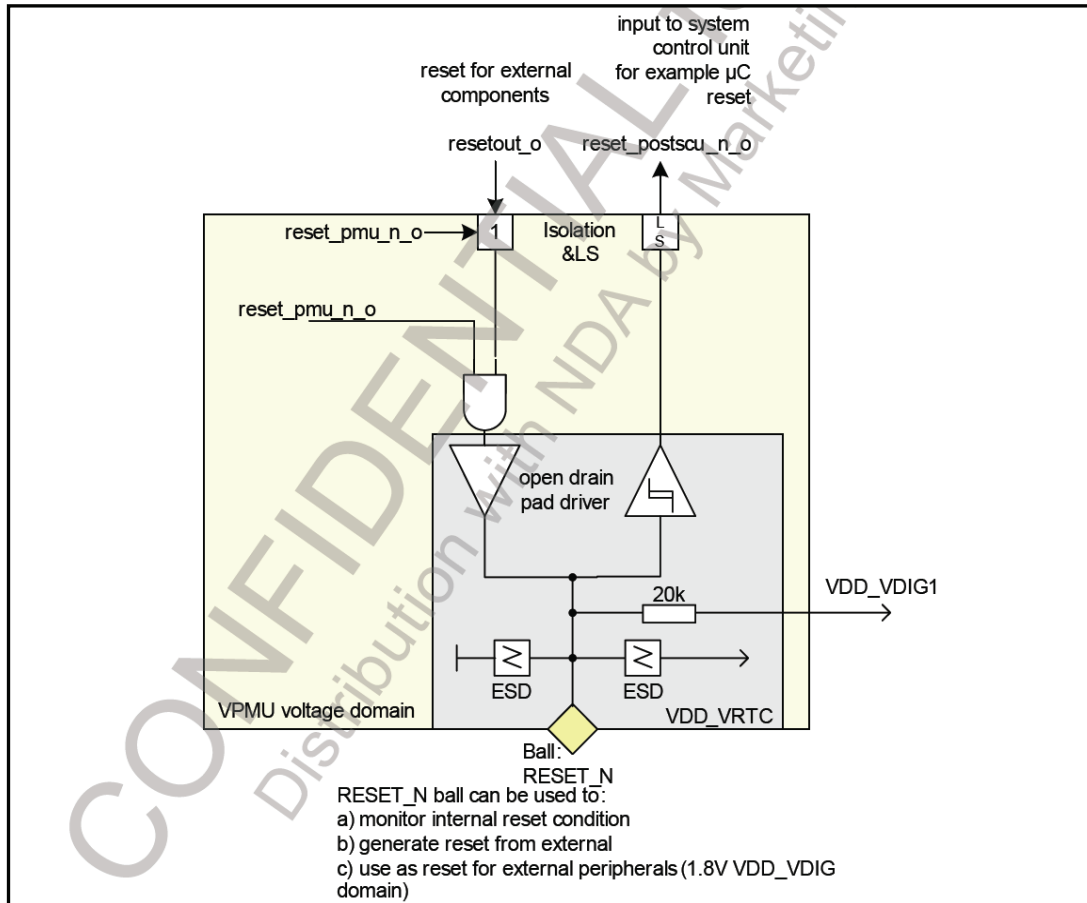 input to system
control unit
for example µC
reset
reset for external
components
resetout_o
reset_postscu_n_o
reset_pmu_n_o
1
Isolation
&LS
L
S
reset_pmu_n_o
open drain
pad driver
20k
VDD_VDIG1
ESD
ESD
VPMU voltage domain
VDD_VRTC
Ball:
RESET_N
RESET_N ball can be used to:
a) monitor internal reset condition
b) generate reset from external
c) use as reset for external peripherals (1.8V VDD_VDIG
domain)
CONFIDENTIAL
Distribution with NDA by